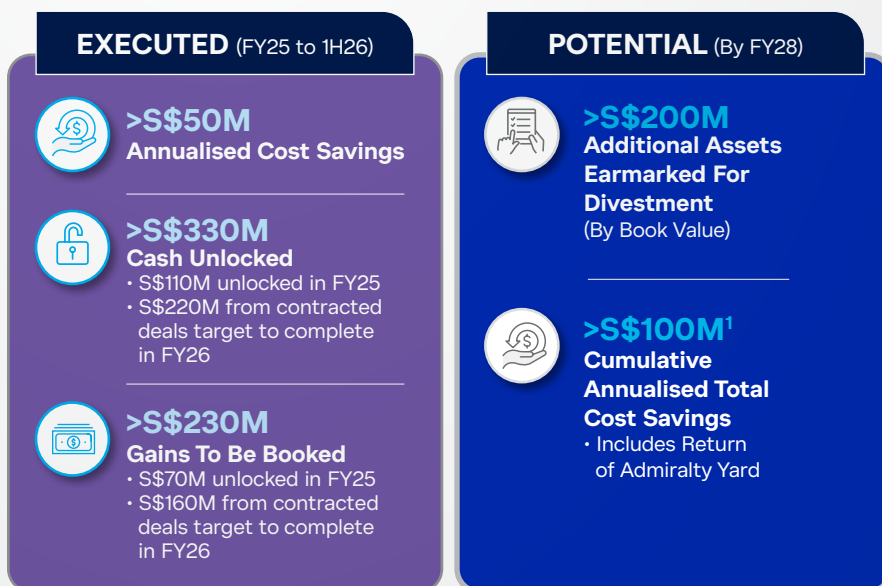 EXECUTED (FY25 to 1H26)
>S$50M
Annualised Cost Savings
>S$330M
Cash Unlocked
• S$110M unlocked in FY25
• S$220M from contracted
deals target to complete
in FY26
>S$230M
Gains To Be Booked
• S$70M unlocked in FY25
• S$160M from contracted
deals target to complete
in FY26
POTENTIAL (By FY28)
>S$200M
Additional Assets
Earmarked For
Divestment
(By Book Value)
>S$100M¹
Cumulative
Annualised Total
Cost Savings
• Includes Return
of Admiralty Yard